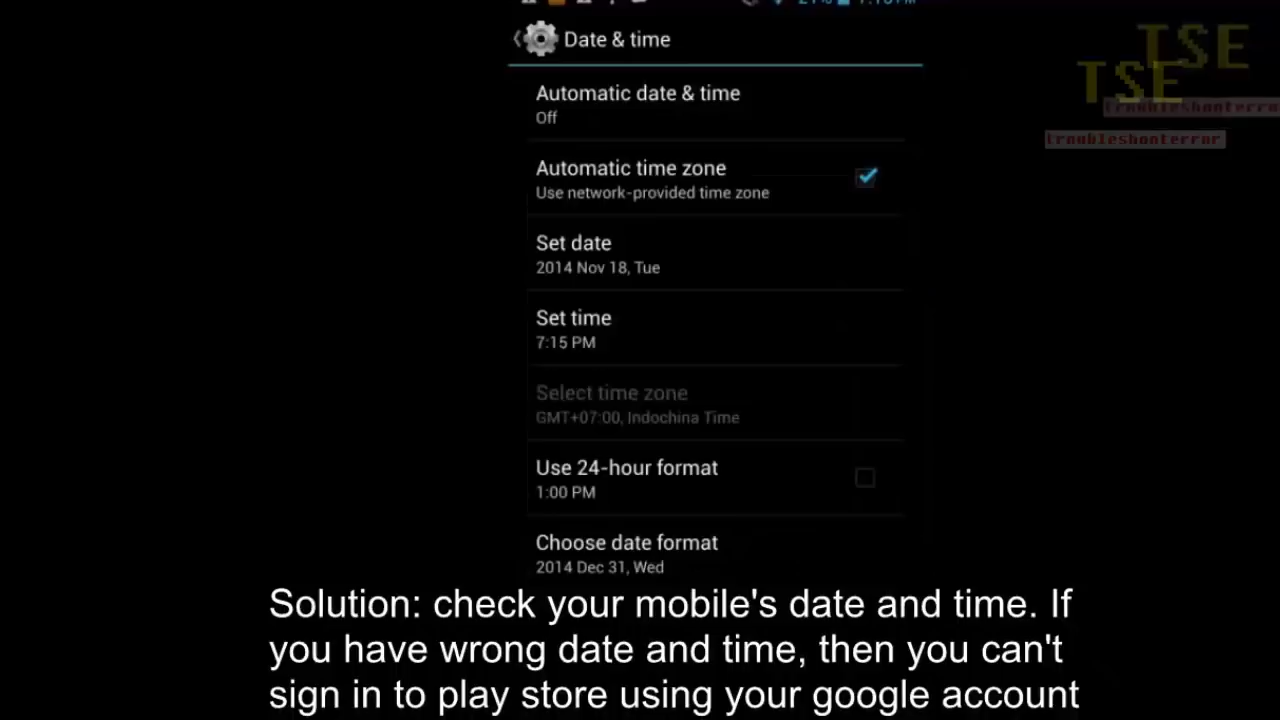 Date & time
TSE
TSE
troubleshooterror
Automatic date & time
Off
Automatic time zone
Use network-provided time zone
Set date
2014 Nov 18, Tue
Set time
7:15 PM
Select time zone
GMT+07:00, Indochina Time
Use 24-hour format
1:00 PM
Choose date format
2014 Dec 31, Wed
Solution: check your mobile's date and time. If
you have wrong date and time, then you can't
sign in to play store using your google account